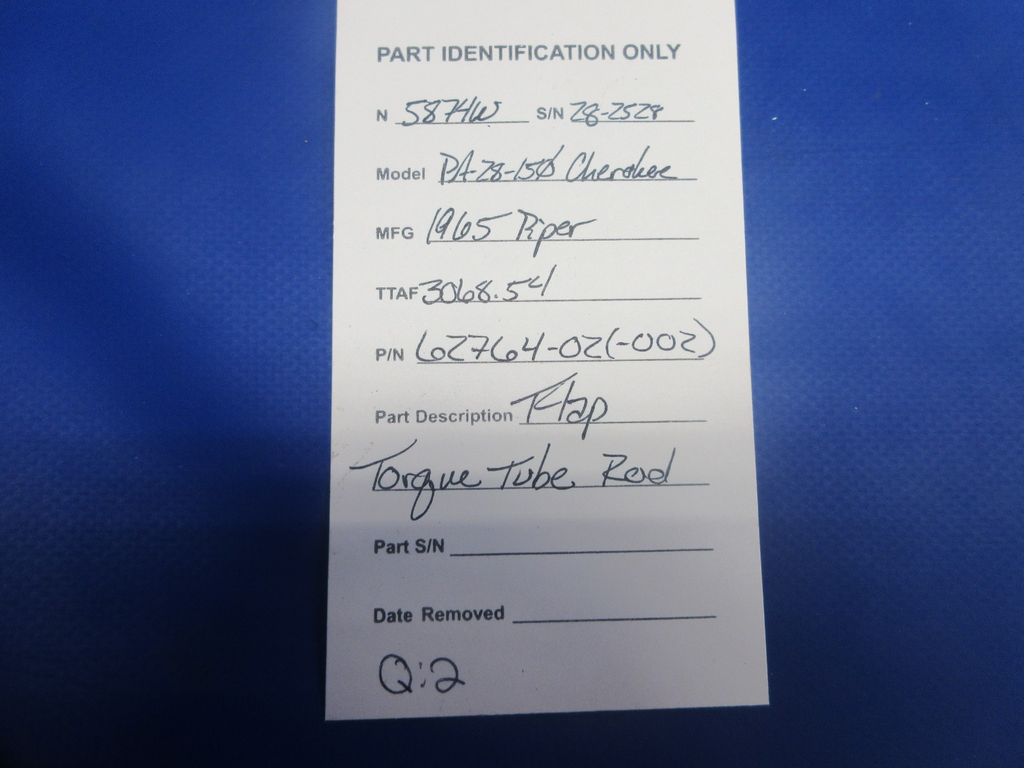 PART IDENTIFICATION ONLY
N 5874W S/N 28-2528
Model PA-28-150 Cherokee
MFG 1965 Piper
TTAF 3068.54
P/N 62764-02(-002)
Part Description Flap
Torque Tube Rod
Part S/N
Date Removed
Q:2